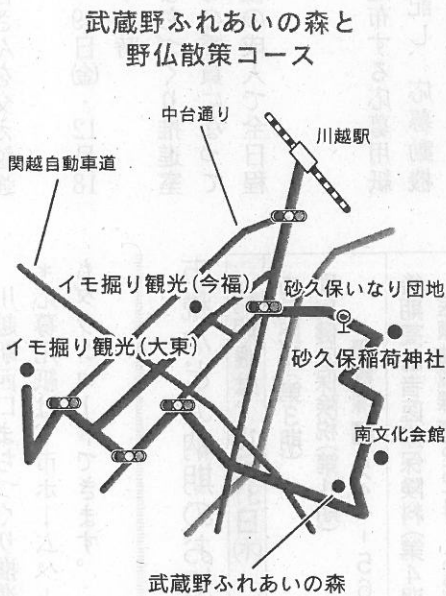 武蔵野ふれあいの森と
野仏散策コース
中台通り
川越駅
関越自動車道
イモ掘り観光(今福)
砂久保いなり団地
イモ掘り観光(大東)
砂久保稲荷神社
南文化会館
武蔵野ふれあいの森